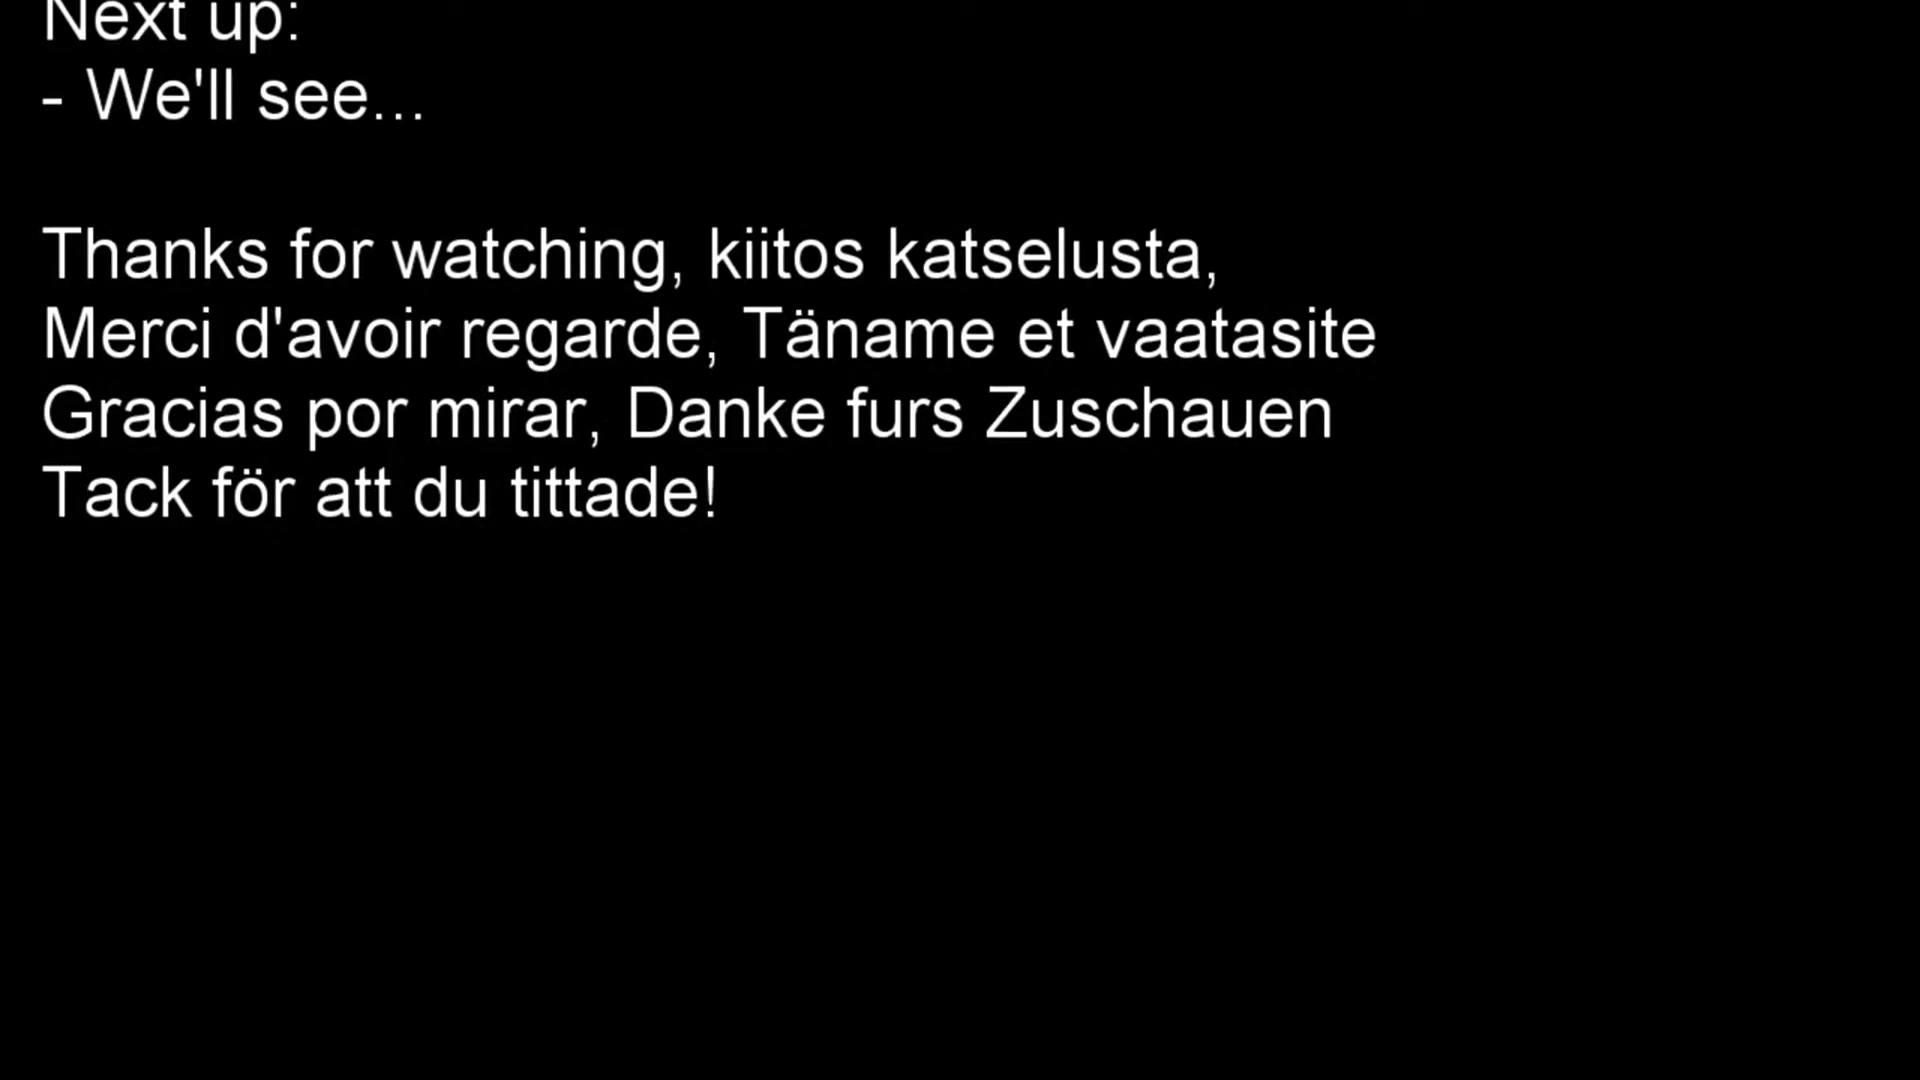 Next up:
- We'll see...
Thanks for watching, kiitos katselusta,
Merci d'avoir regarde, Täname et vaatasite
Gracias por mirar, Danke furs Zuschauen
Tack för att du tittade!